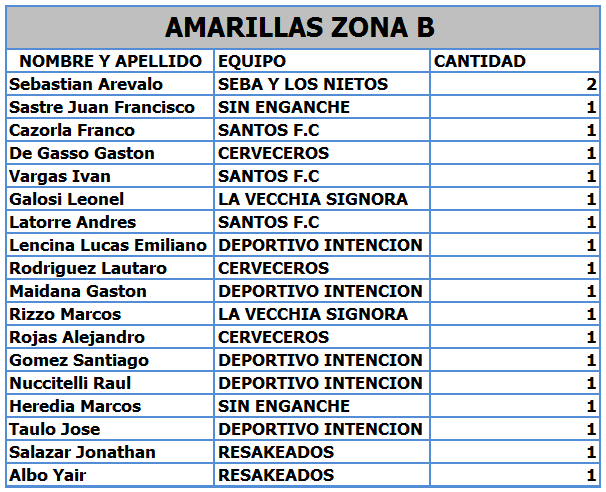 AMARILLAS ZONA B
NOMBRE Y APELLIDO EQUIPO CANTIDAD
Sebastian Arevalo SEBA Y LOS NIETOS 2
Sastre Juan Francisco SIN ENGANCHE 1
Cazorla Franco SANTOS F.C 1
De Gasso Gaston CERVECEROS 1
Vargas Ivan SANTOS F.C 1
Galosi Leonel LA VECCHIA SIGNORA 1
Latorre Andres SANTOS F.C 1
Lencina Lucas Emiliano DEPORTIVO INTENCION 1
Rodriguez Lautaro CERVECEROS 1
Maidana Gaston DEPORTIVO INTENCION 1
Rizzo Marcos LA VECCHIA SIGNORA 1
Rojas Alejandro CERVECEROS 1
Gomez Santiago DEPORTIVO INTENCION 1
Nuccitelli Raul DEPORTIVO INTENCION 1
Heredia Marcos SIN ENGANCHE 1
Taulo Jose DEPORTIVO INTENCION 1
Salazar Jonathan RESAKEADOS 1
Albo Yair RESAKEADOS 1